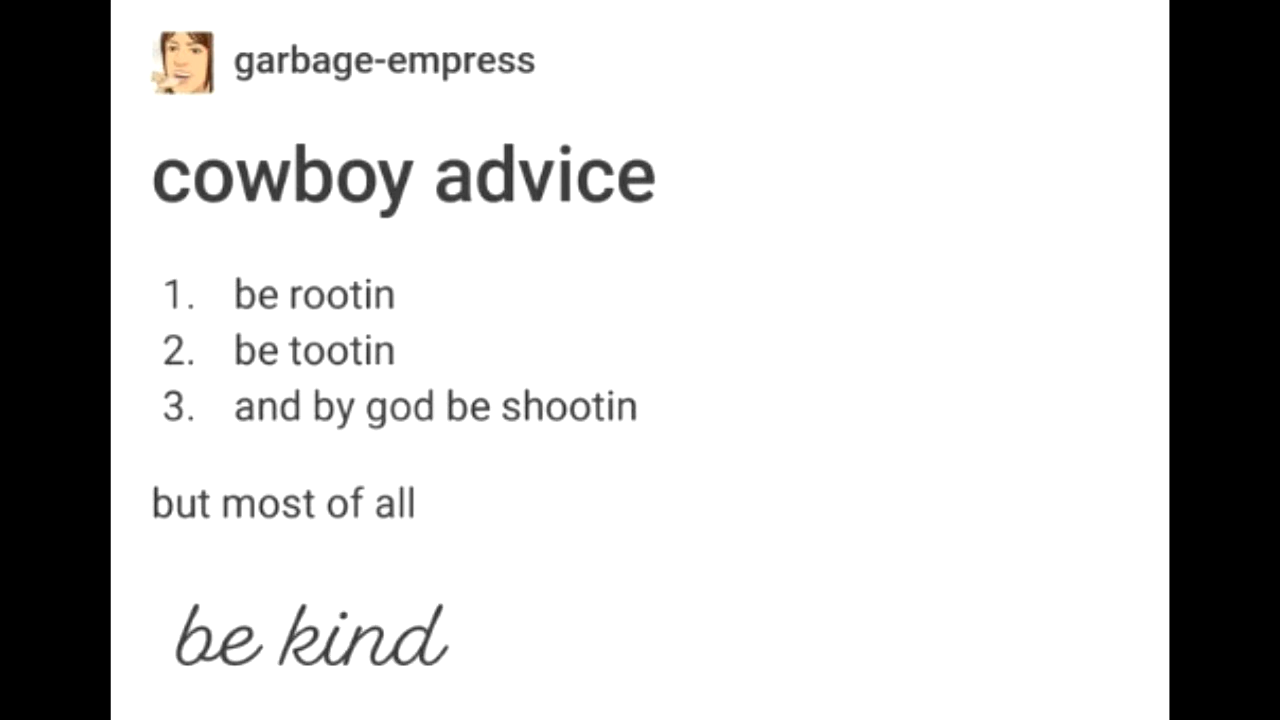 garbage-empress
cowboy advice
1. be rootin
2. be tootin
3. and by god be shootin
but most of all
be kind